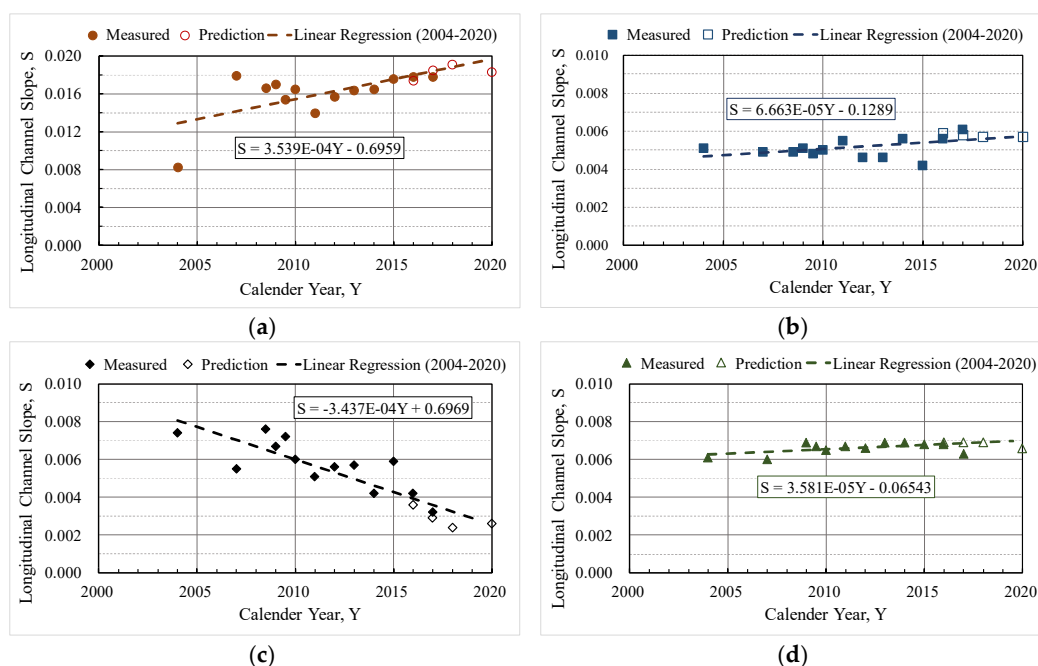 Measured Prediction Linear Regression (2004-2020)
Longitudinal Channel Slope, S
0.020
0.016
0.012
0.008
0.004
0.000
S = 3.539E-04Y - 0.6959
2000 2005 2010 2015 2020
Calender Year, Y
(a)
Measured Prediction Linear Regression (2004-2020)
Longitudinal Channel Slope, S
0.010
0.008
0.006
0.004
0.002
0.000
S = 6.663E-05Y - 0.1289
2000 2005 2010 2015 2020
Calender Year, Y
(b)
Measured Prediction Linear Regression (2004-2020)
Longitudinal Channel Slope, S
0.010
0.008
0.006
0.004
0.002
0.000
S = -3.437E-04Y + 0.6969
2000 2005 2010 2015 2020
Calender Year, Y
(c)
Measured Prediction Linear Regression (2004-2020)
Longitudinal Channel Slope, S
0.010
0.008
0.006
0.004
0.002
0.000
S = 3.581E-05Y - 0.06543
2000 2005 2010 2015 2020
Calender Year, Y
(d)